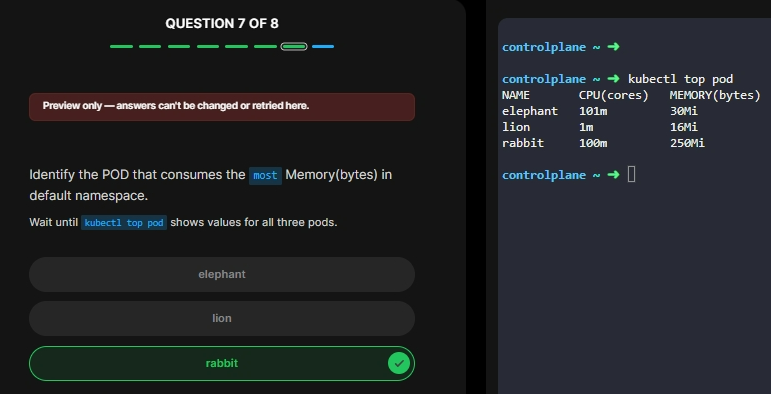 QUESTION 7 OF 8
Preview only — answers can't be changed or retried here.
Identify the POD that consumes the most Memory(bytes) in
default namespace.
Wait until kubectl top pod shows values for all three pods.
elephant
lion
rabbit
controlplane ~ ➜
controlplane ~ ➜ kubectl top pod
NAME CPU(cores) MEMORY(bytes)
elephant 101m 30Mi
lion 1m 16Mi
rabbit 100m 250Mi
controlplane ~ ➜